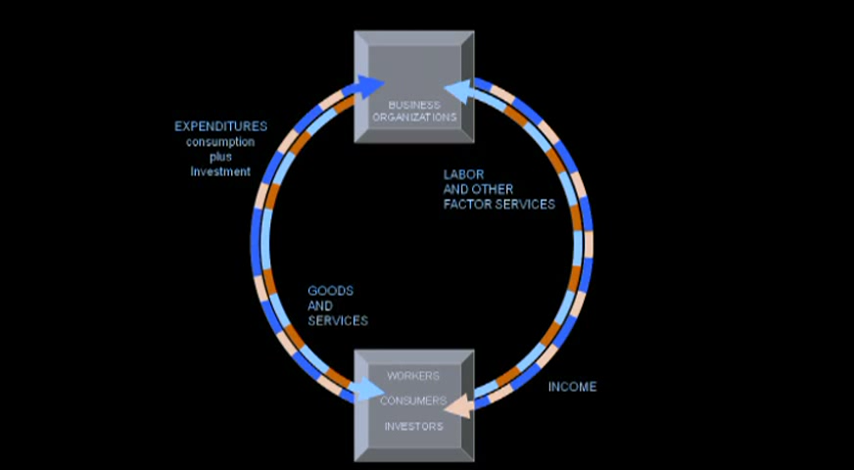 BUSINESS
ORGANIZATIONS
EXPENDITURES
consumption
plus
Investment
LABOR
AND OTHER
FACTOR SERVICES
GOODS
AND
SERVICES
WORKERS
CONSUMERS
INVESTORS
INCOME